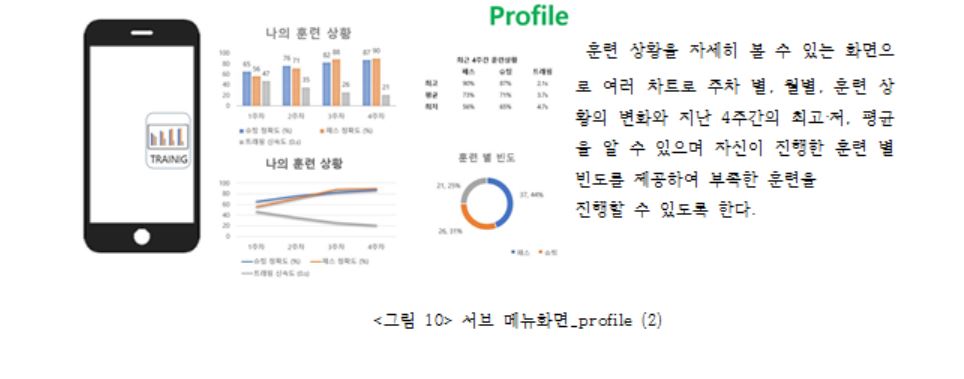 Profile
나의 훈련 상황
100
80
60
40
20
0
65 56 47
76 71 35
82 88 26
87 90 21
1주차 2주차 3주차 4주차
슈팅 정확도 (%) 패스 정확도 (%)
트래핑 신속도 (0.s)
최근 4주간 훈련상황
패스 슈팅 트래핑
최고 90% 87% 2.1s
평균 73% 71% 3.7s
최저 56% 65% 4.7s
TRAINIG
나의 훈련 상황
100
80
60
40
20
0
1주차 2주차 3주차 4주차
슈팅 정확도 (%) 패스 정확도 (%)
트래핑 신속도 (0.s)
훈련 별 빈도
21, 25%
37, 44%
26, 31%
패스 슈팅
훈련 상황을 자세히 볼 수 있는 화면으
로 여러 차트로 주차 별, 월별, 훈련 상
황의 변화와 지난 4주간의 최고·저, 평균
을 알 수 있으며 자신이 진행한 훈련 별
빈도를 제공하여 부족한 훈련을
진행할 수 있도록 한다.
<그림 10> 서브 메뉴화면_profile (2)